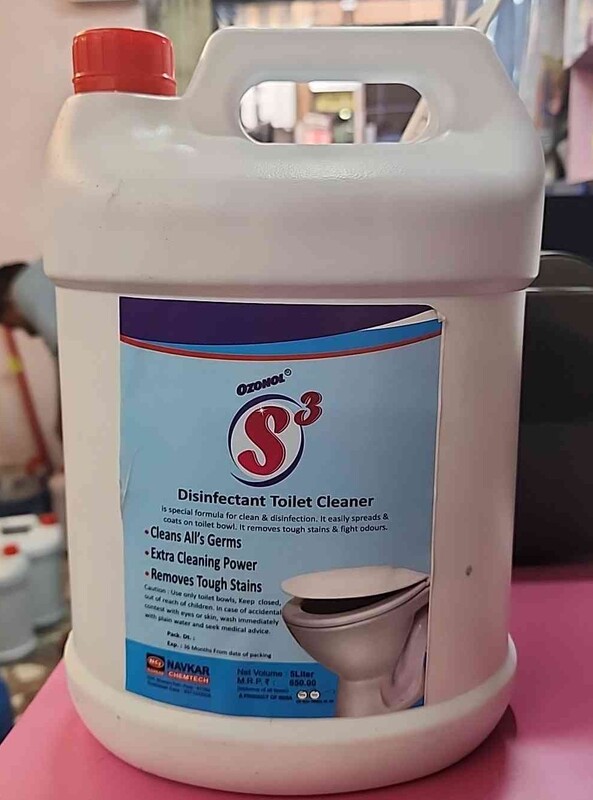 OZONOL®
S³
Disinfectant Toilet Cleaner
is special formula for clean & disinfection. It easily spreads &
coats on toilet bowl. It removes tough stains & fight odours.
• Cleans All's Germs
• Extra Cleaning Power
• Removes Tough Stains
Caution : Use only toilet bowls, Keep closed,
out of reach of children. In case of accidental
contest with eyes or skin, wash immediately
with plain water and seek medical advice.
Pack. Dt. :
Exp. : 36 Months From date of packing
NAVKAR
CHEMTECH
Net Volume : 5Liter
M.R.P. ₹ : 650.00
A PRODUCT OF INDIA